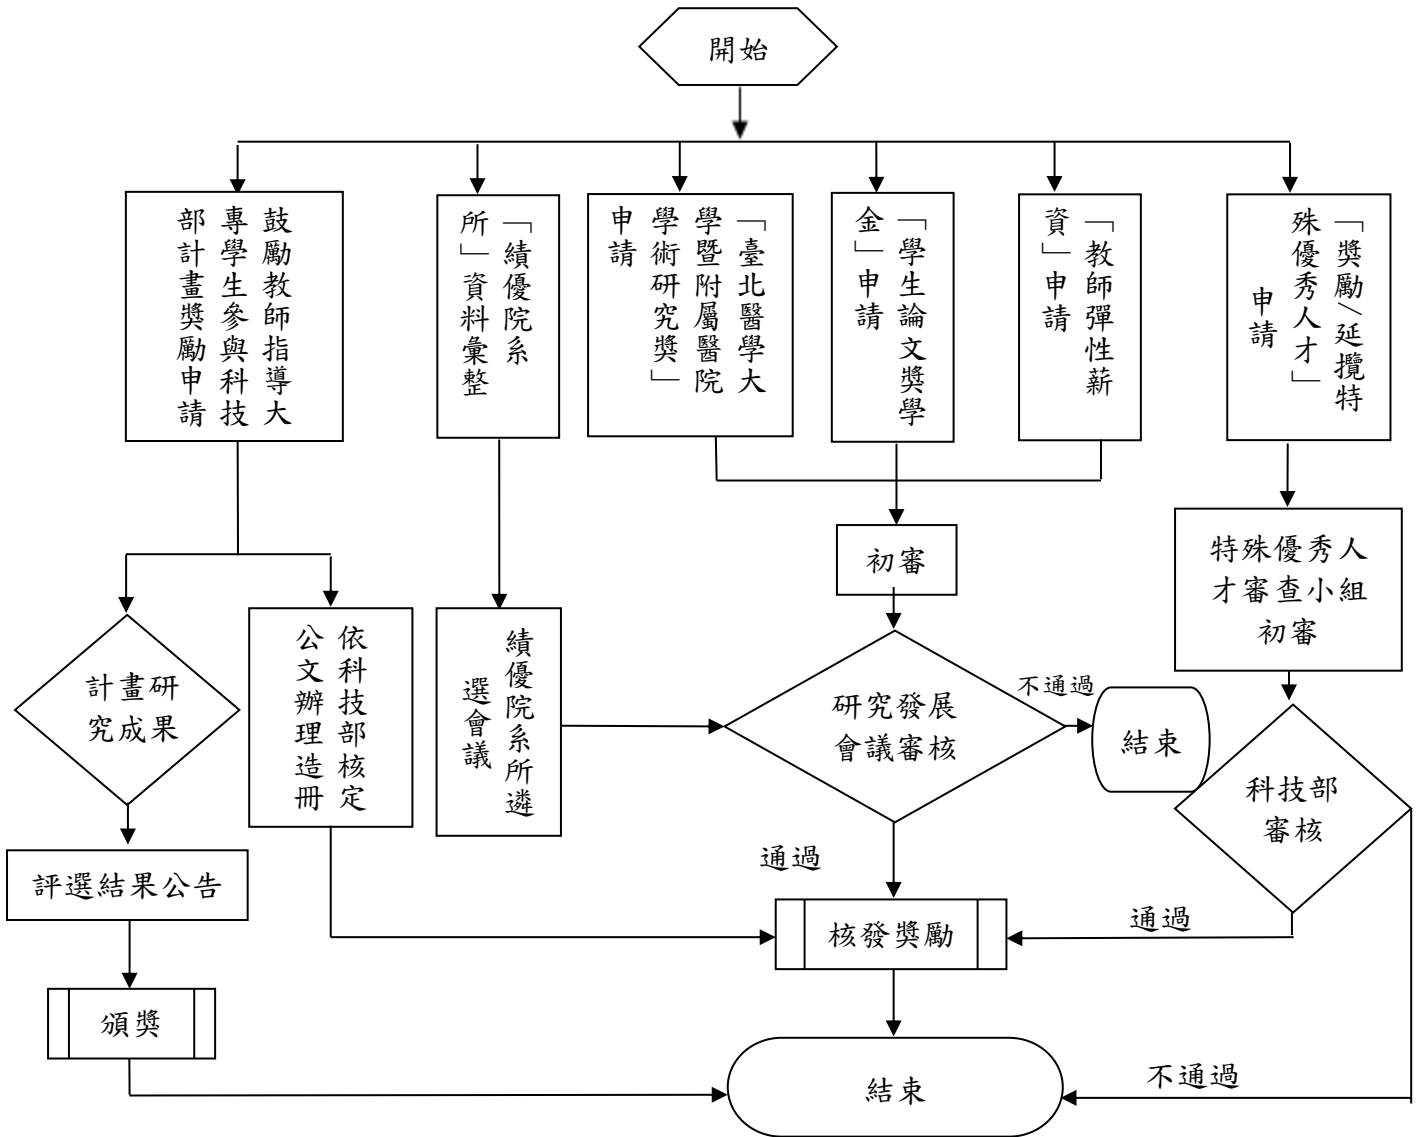 開始
鼓勵教師指導大
專學生參與科技
部計畫獎勵申請
「績優院系
所」資料彙整
「臺北醫學大
學暨附屬醫院
學術研究獎」
申請
「學生論文獎學
金」申請
「教師彈性薪
資」申請
「獎勵/延攬特
殊優秀人才」
申請
初審
特殊優秀人
才審查小組
初審
計畫研
究成果
依科技部核定
公文辦理造冊
績優院系所遴
選會議
研究發展
會議審核
不通過
結束
科技部
審核
通過
評選結果公告
核發獎勵
通過
頒獎
結束
不通過